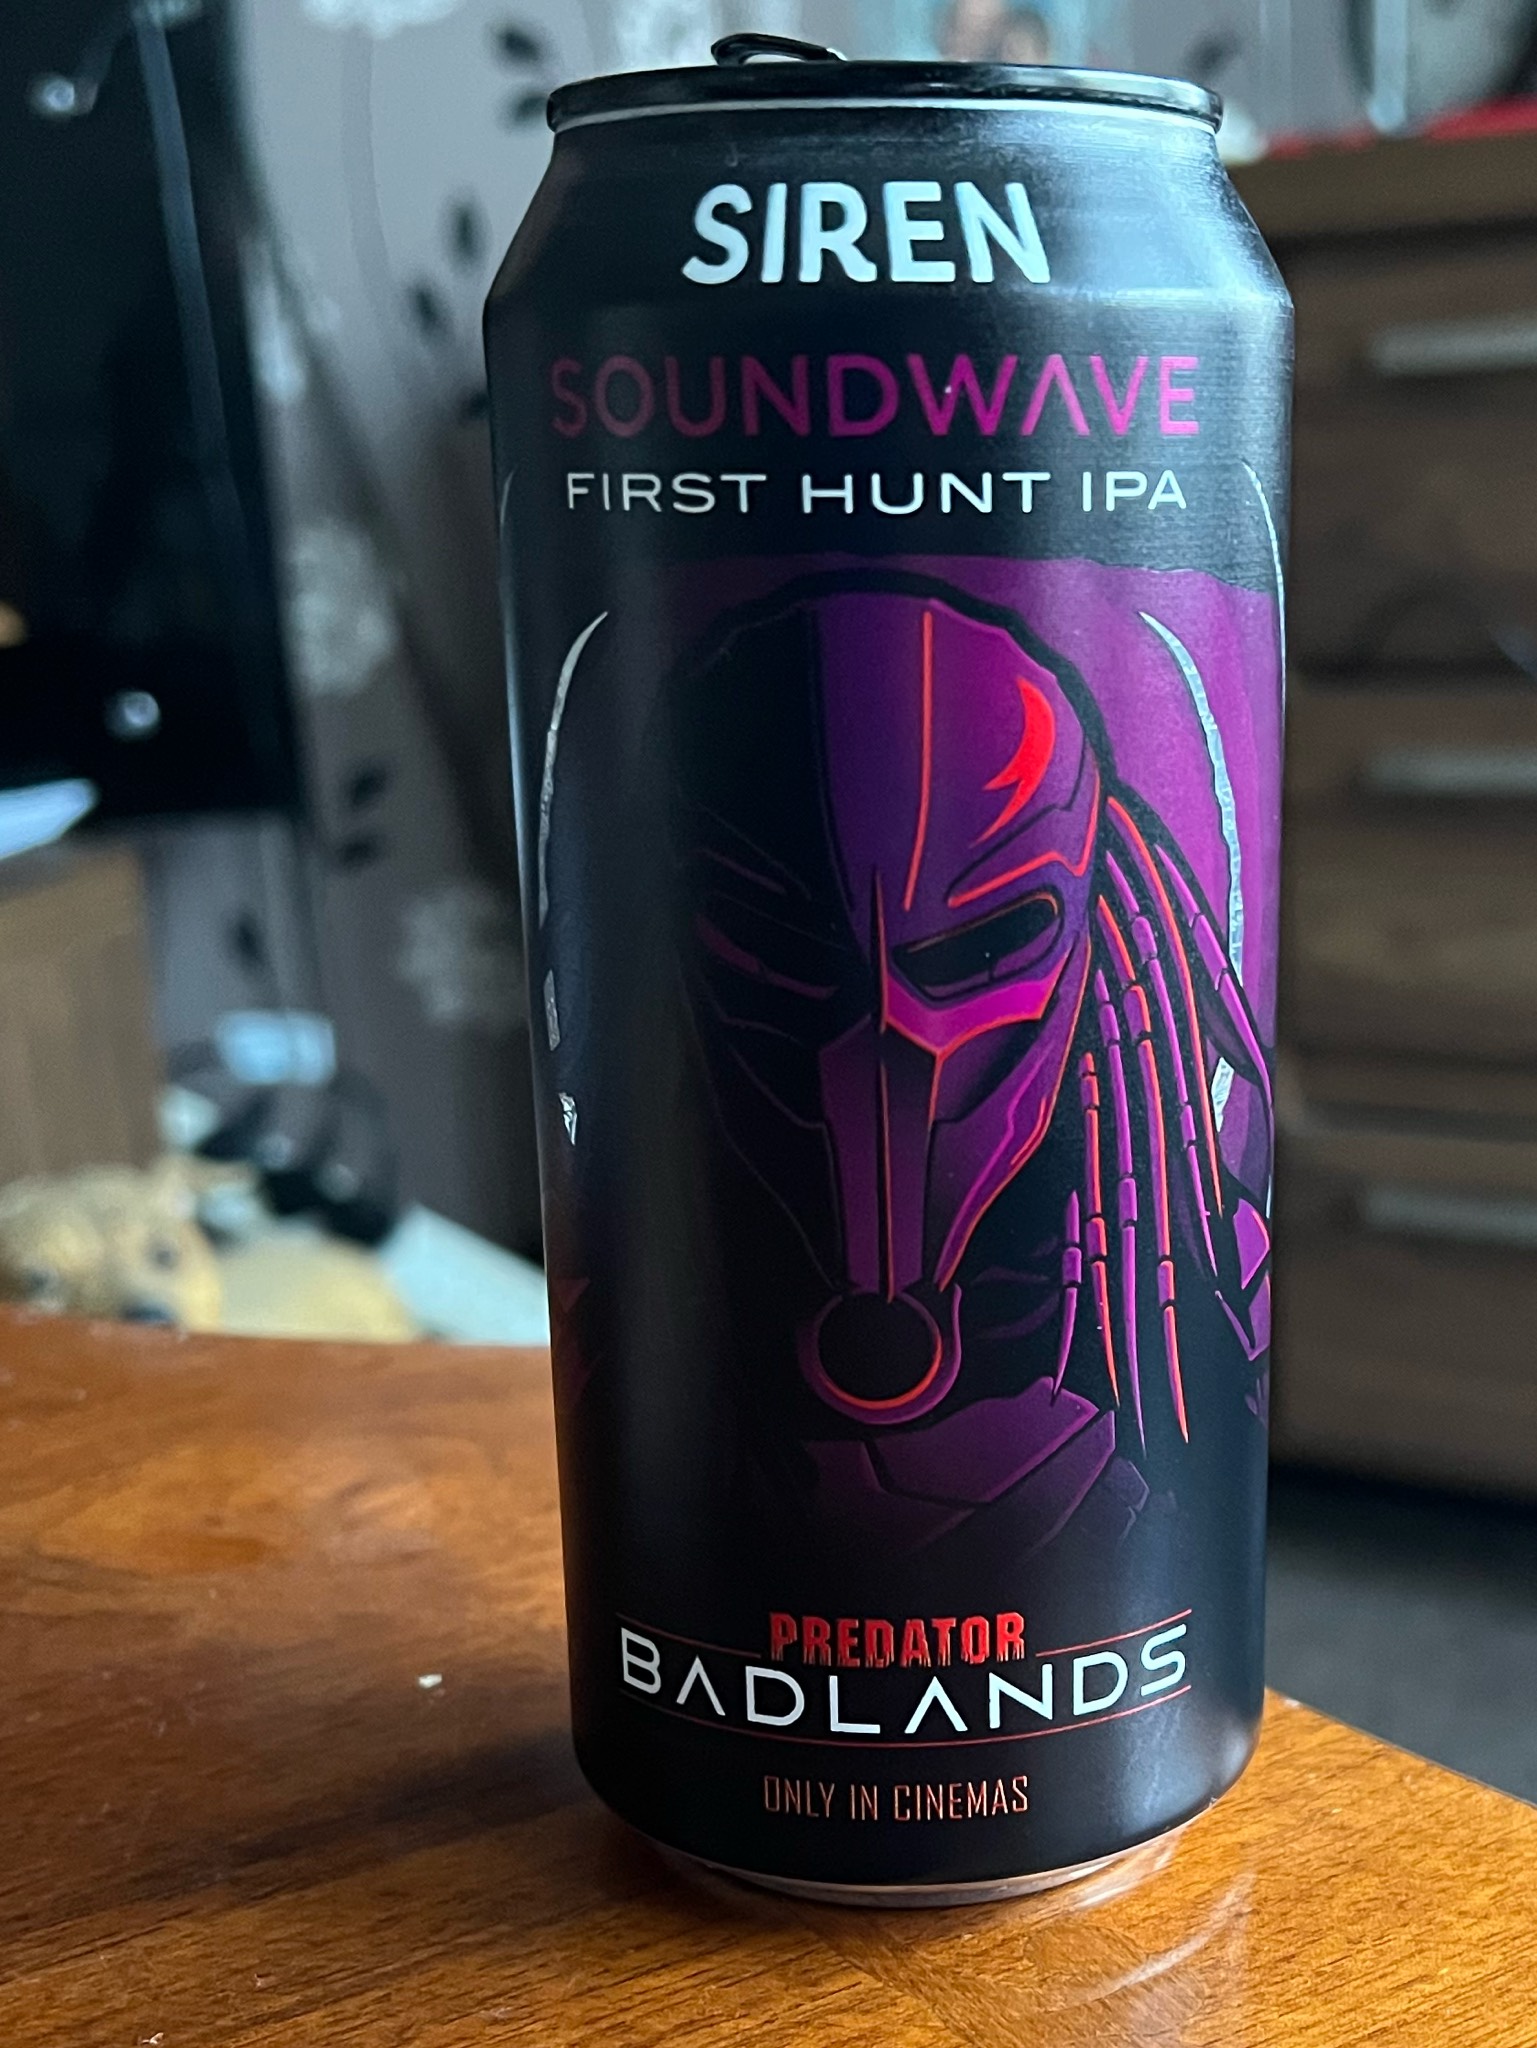 SIREN
SOUNDWAVE
FIRST HUNT IPA
PREDATOR
BADLANDS
ONLY IN CINEMAS